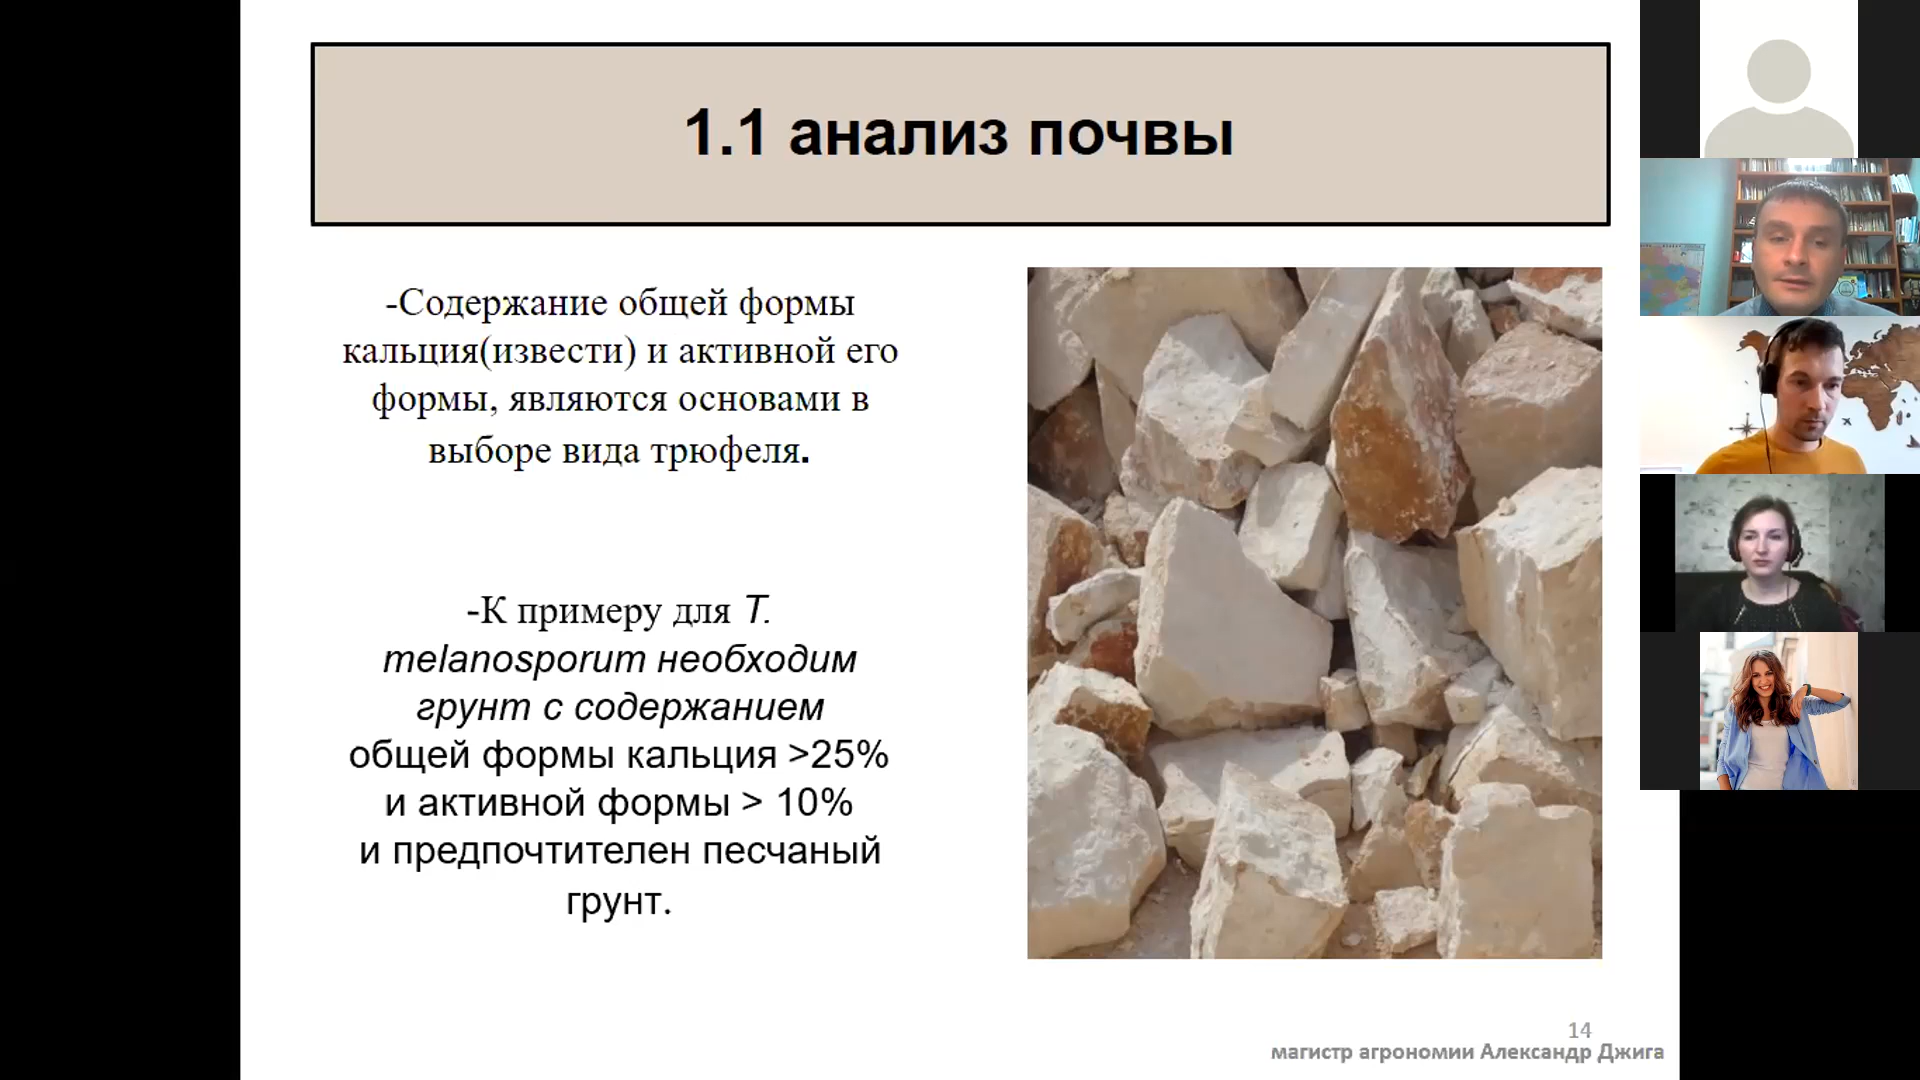 1.1 анализ почвы
-Содержание общей формы
кальция(извести) и активной его
формы, являются основами в
выборе вида трюфеля.
-К примеру для T.
melanosporum необходим
грунт с содержанием
общей формы кальция >25%
и активной формы > 10%
и предпочтителен песчаный
грунт.
14
магистр агрономии Александр Джига